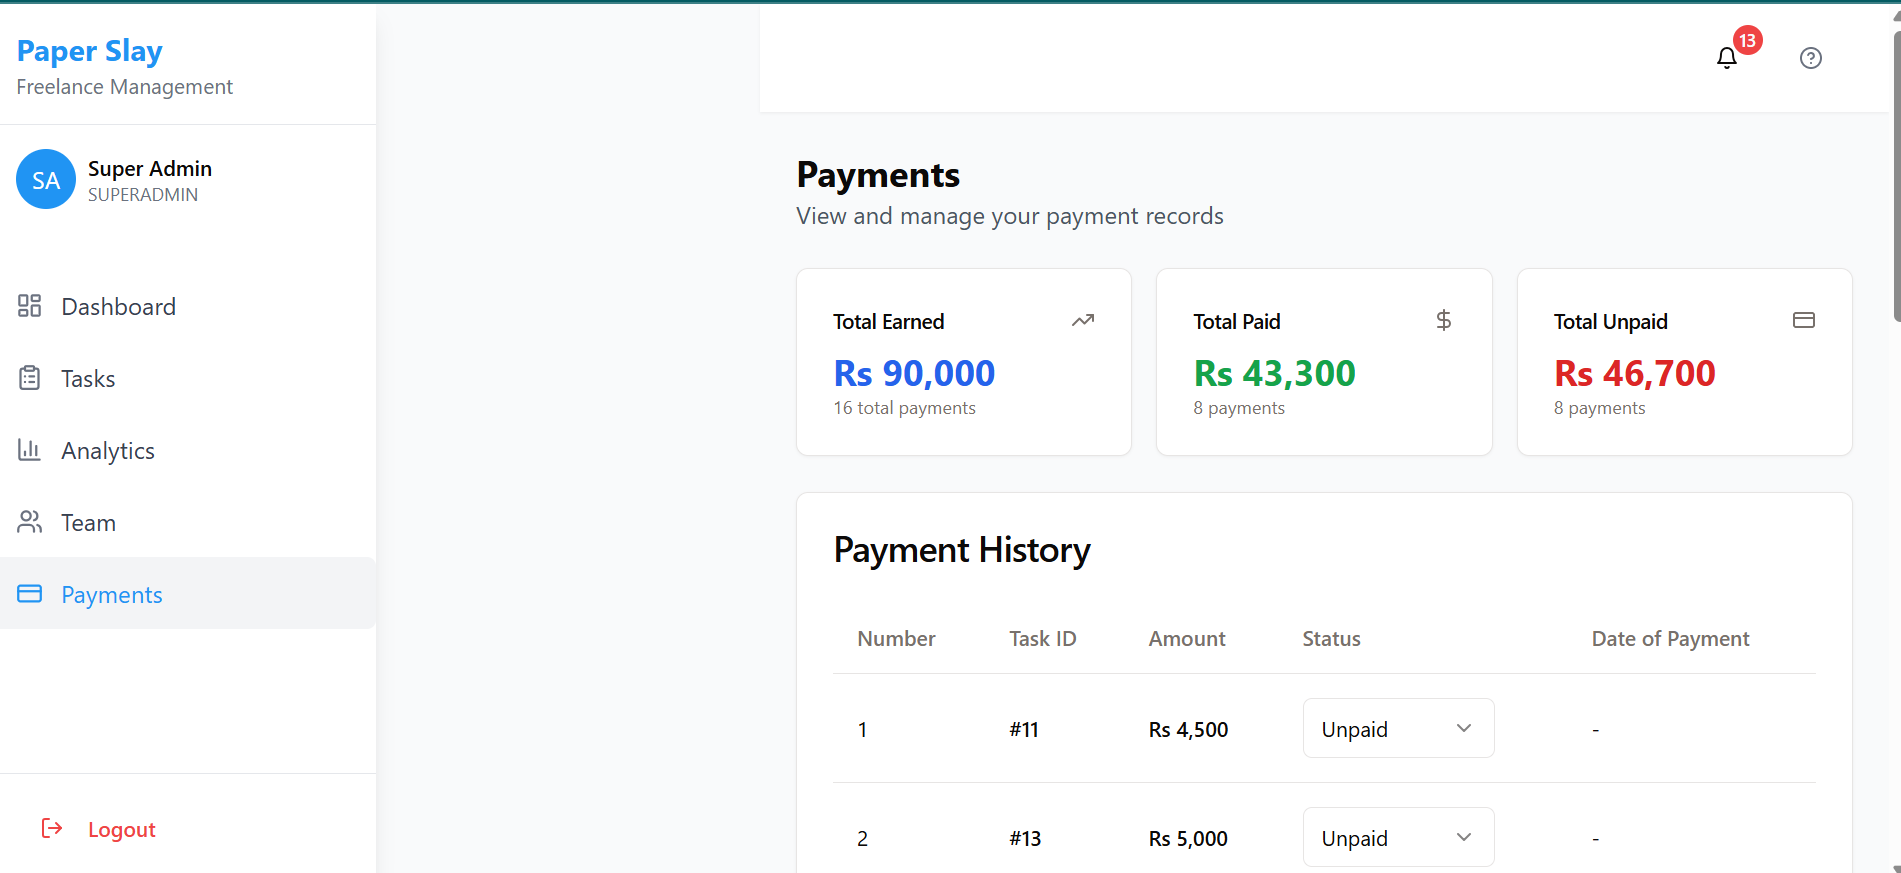 Paper Slay
Freelance Management
SA
Super Admin
SUPERADMIN
Dashboard
Tasks
Analytics
Team
Payments
Logout
13
Payments
View and manage your payment records
Total Earned
Rs 90,000
16 total payments
Total Paid
Rs 43,300
8 payments
Total Unpaid
Rs 46,700
8 payments
Payment History
Number Task ID Amount Status Date of Payment
1 #11 Rs 4,500 Unpaid -
2 #13 Rs 5,000 Unpaid -